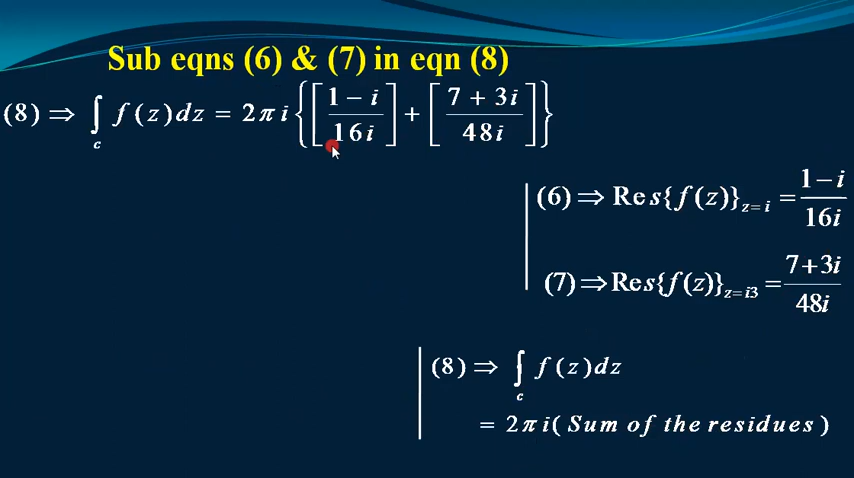 Sub eqns (6) & (7) in eqn (8)
(8) ⇒ ∫_c f(z)dz = 2πi{[(1 − i)/(16i)] + [(7 + 3i)/(48i)]}
(6) ⇒ Res{f(z)}_{z=i} = (1−i)/(16i)
(7) ⇒ Res{f(z)}_{z=i3} = (7+3i)/(48i)
(8) ⇒ ∫_c f(z)dz
= 2πi( Sum of the residues )